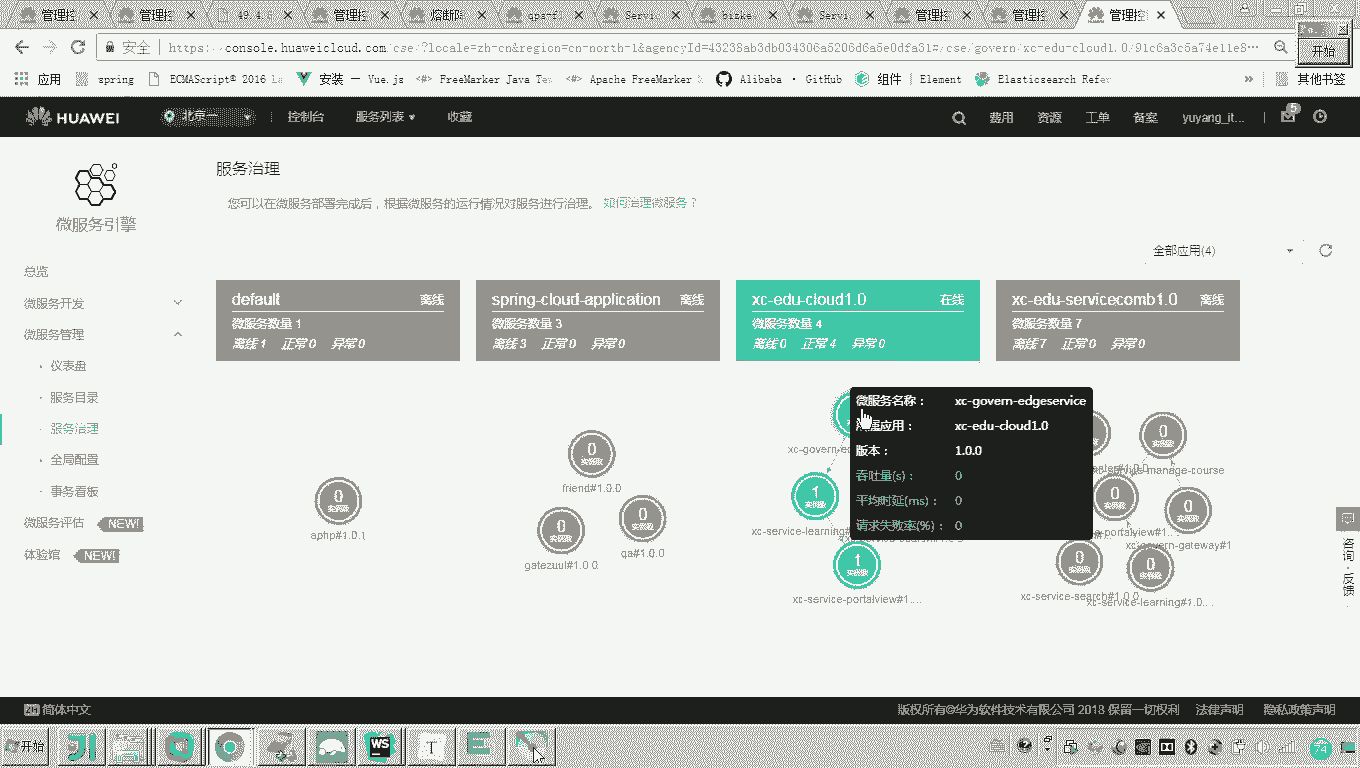 管理控 管理控 49.4.8 管理控 熔断降 qps-fl Servi bizke Servi 管理控 管理控 管理控
安全 https://console.huaweicloud.com/cse/?locale=zh-cn&region=cn-north-1&agencyId=43238ab3db034306a5206d6a5e0dfa31#/cse/govern/xc-edu-cloud1.0/91c6a3c5a74e11e8…
开始
应用 spring ECMAScript® 2016 La 安装 — Vue.js FreeMarker Java Te Apache FreeMarker Alibaba · GitHub 组件 | Element Elasticsearch Refer » 其他书签
HUAWEI 北京一 控制台 服务列表 收藏 费用 资源 工单 备案 yuyang_it... 5
服务治理
您可以在微服务部署完成后，根据微服务的运行情况对服务进行治理。 如何治理微服务？
微服务引擎
全部应用(4)
总览
微服务开发
微服务管理
仪表盘
服务目录
服务治理
全局配置
事务看板
微服务评估 NEW!
体验馆 NEW!
default 离线
微服务数量 1
离线 1 正常 0 异常 0
spring-cloud-application 离线
微服务数量 3
离线 3 正常 0 异常 0
xc-edu-cloud1.0 在线
微服务数量 4
离线 0 正常 4 异常 0
xc-edu-servicecomb1.0 离线
微服务数量 7
离线 7 正常 0 异常 0
0 实例数
aphp#1.0.1
0 实例数
friend#1.0.0
0 实例数
gatezuul#1.0.0
0 实例数
qa#1.0.0
xc-govern-ed
1 实例数
xc-service-learning#
1 实例数
xc-service-portalview#1....
微服务名称： xc-govern-edgeservice
所属应用： xc-edu-cloud1.0
版本： 1.0.0
吞吐量(s)： 0
平均时延(ms)： 0
请求失败率(%)： 0
0 实例数
xc-service-manage-course
0 实例数
0 实例数
xc-govern-gateway#1
0 实例数
xc-service-search#1.0.0
0 实例数
xc-service-learning#1.0...
咨询·反馈
简体中文 版权所有©华为软件技术有限公司 2018 保留一切权利 法律声明 隐私政策声明
开始 WS T 74